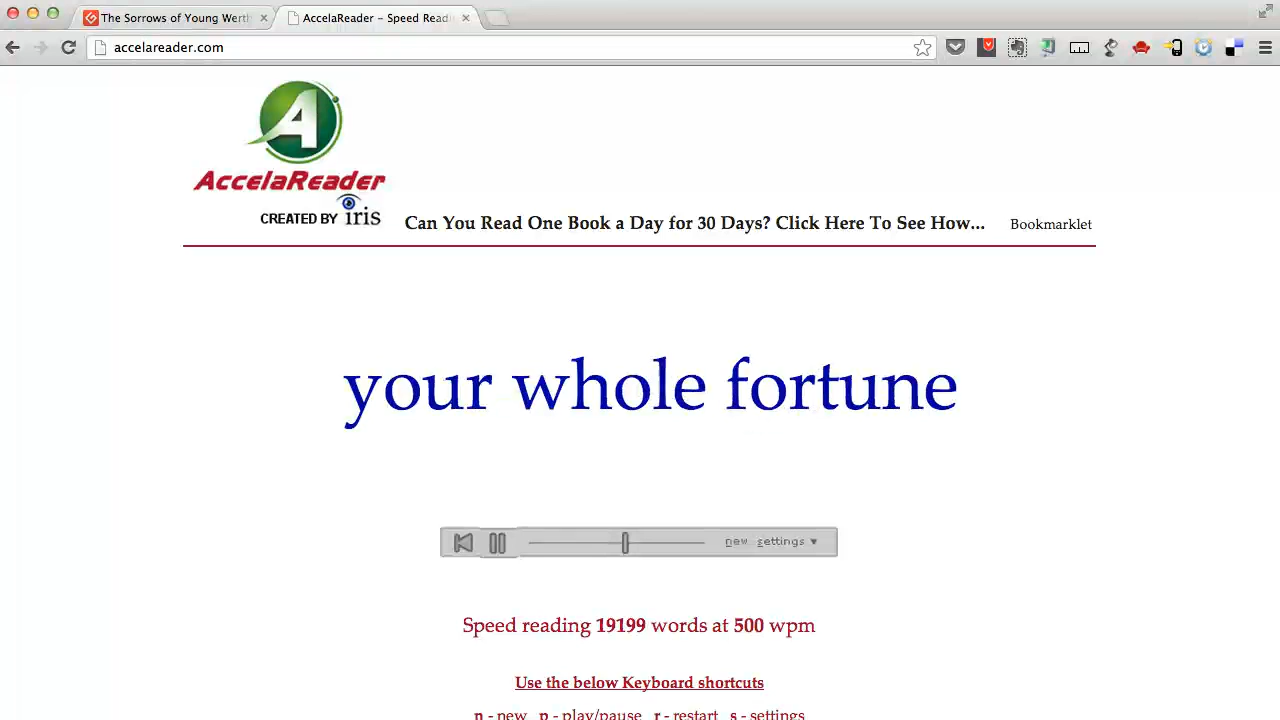 The Sorrows of Young Werth
AccelaReader – Speed Readi
accelareader.com
A
AccelaReader
CREATED BY iris
Can You Read One Book a Day for 30 Days? Click Here To See How...
Bookmarklet
your whole fortune
new settings ▼
Speed reading 19199 words at 500 wpm
Use the below Keyboard shortcuts
n - new p - play/pause r - restart s - settings